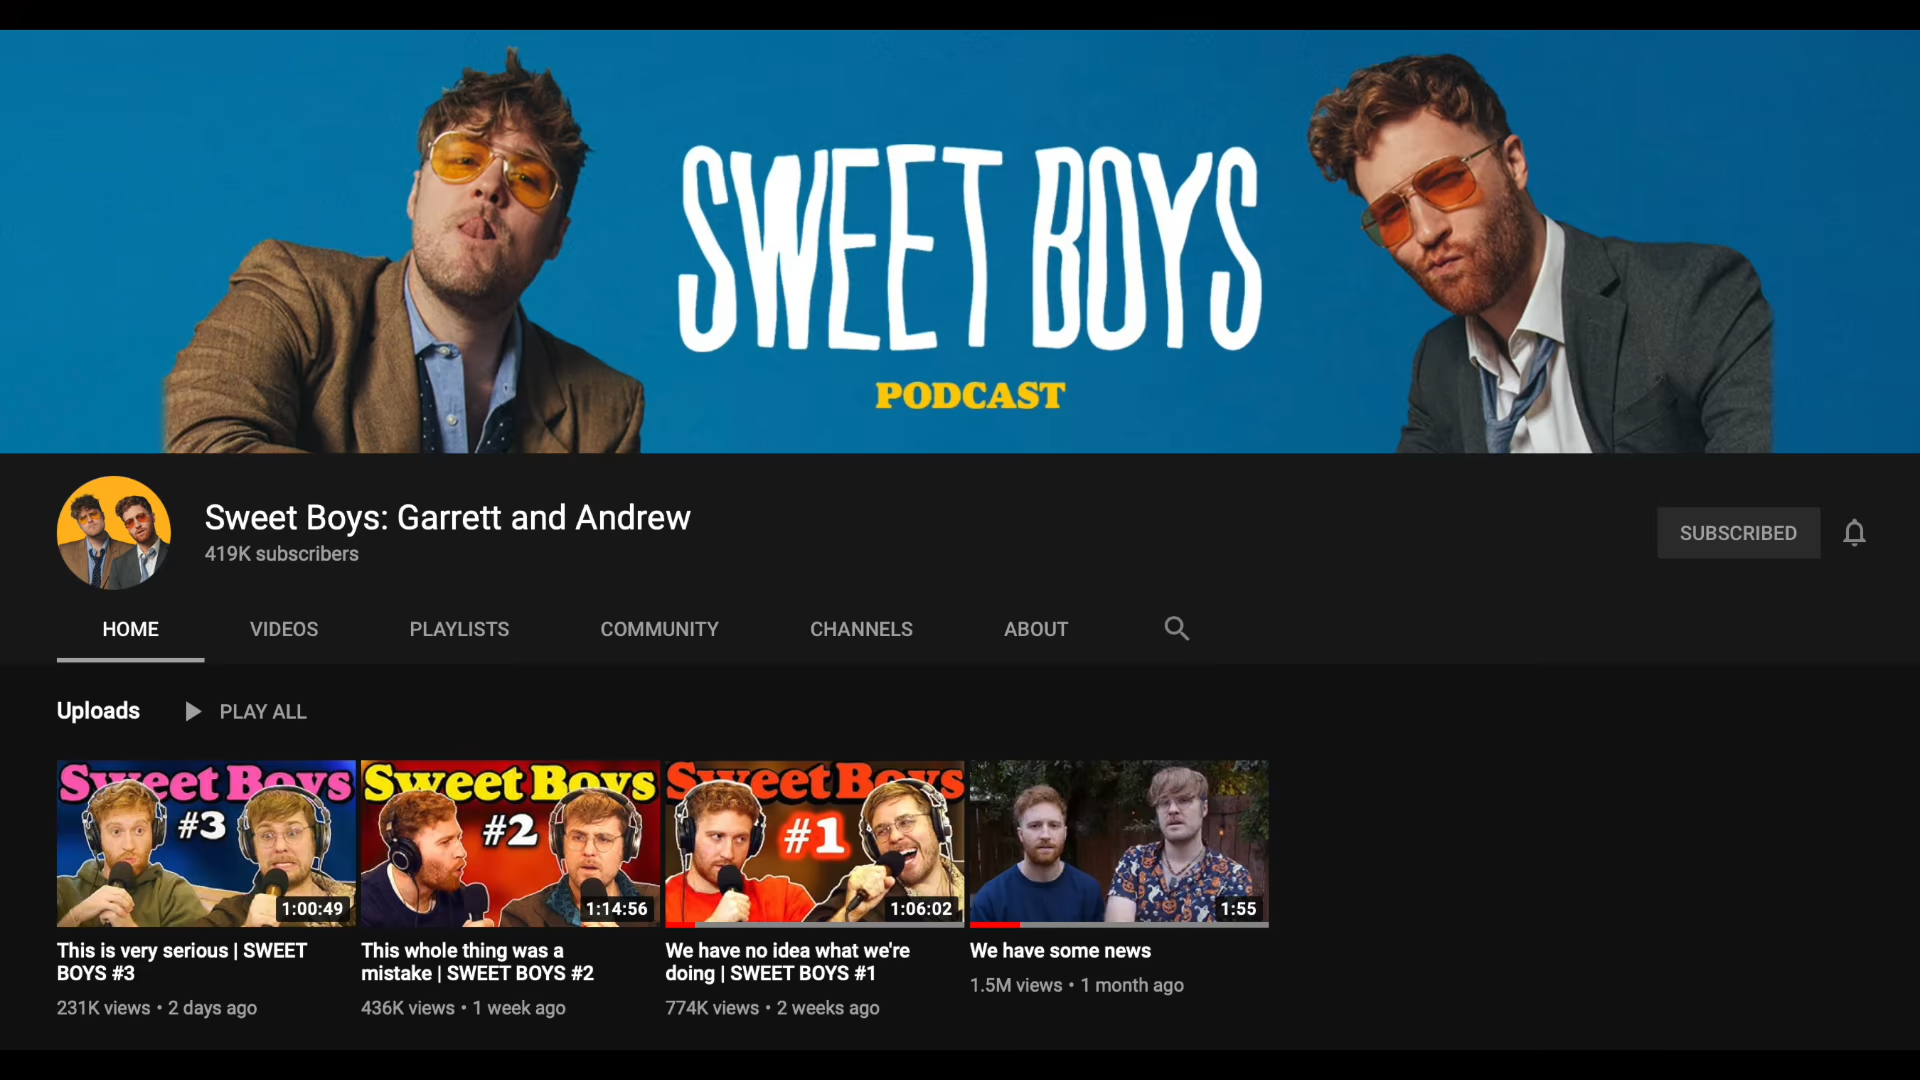 SWEET BOYS
PODCAST
Sweet Boys: Garrett and Andrew
419K subscribers
SUBSCRIBED
HOME VIDEOS PLAYLISTS COMMUNITY CHANNELS ABOUT
Uploads PLAY ALL
Sweet Boys
#3
1:00:49
Sweet Boys
#2
1:14:56
Sweet Boys
#1
1:06:02
1:55
This is very serious | SWEET
BOYS #3
231K views • 2 days ago
This whole thing was a
mistake | SWEET BOYS #2
436K views • 1 week ago
We have no idea what we're
doing | SWEET BOYS #1
774K views • 2 weeks ago
We have some news
1.5M views • 1 month ago